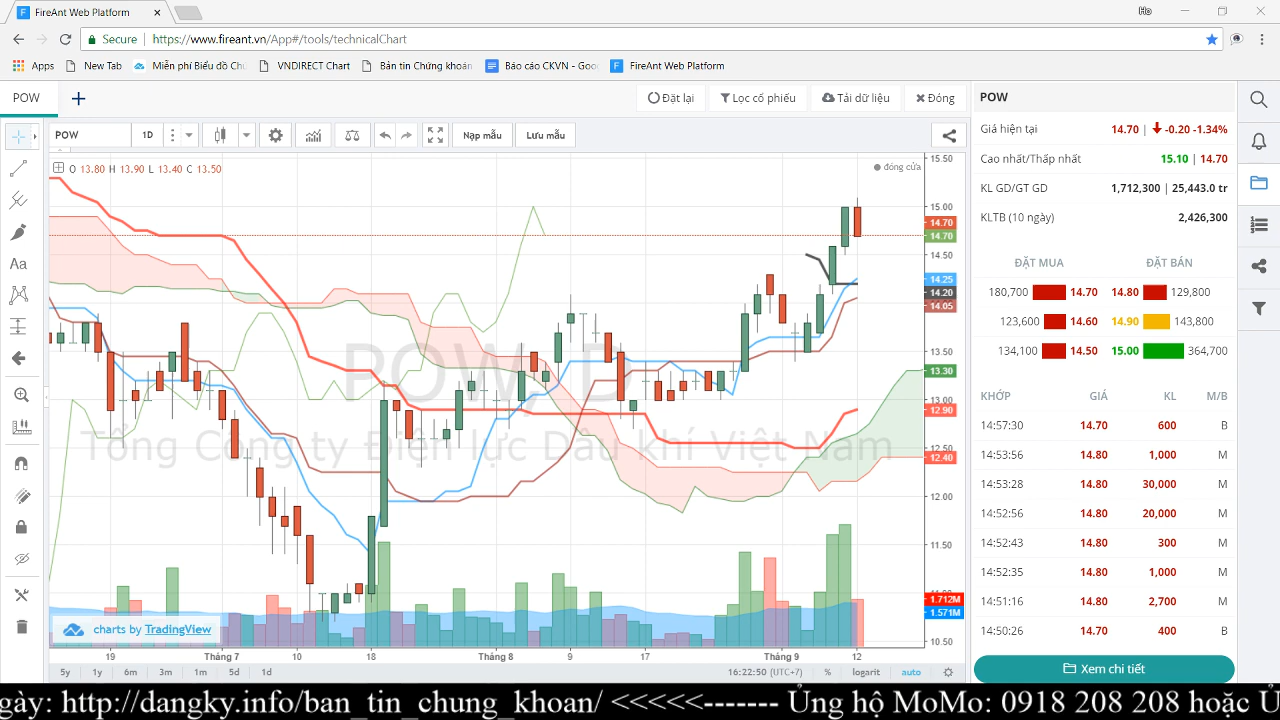 FireAnt Web Platform
Secure | https://www.fireant.vn/App#/tools/technicalChart
Apps New Tab Miễn phí Biểu đồ Chu VNDIRECT Chart Bản tin Chứng khoán Báo cáo CKVN - Goo FireAnt Web Platform
POW + Đặt lại Lọc cổ phiếu Tải dữ liệu Đóng
POW 1D Nạp mẫu Lưu mẫu
O 13.80 H 13.90 L 13.40 C 13.50
đóng cửa
POW, D
Tổng Công ty Điện lực Dầu khí Việt Nam
15.50
15.00
14.70
14.70
14.50
14.25
14.20
14.05
13.50
13.30
13.00
12.90
12.50
12.40
12.00
11.50
1.712M
1.571M
10.50
charts by TradingView
19 Tháng 7 10 18 Tháng 8 9 17 Tháng 9 12
5y 1y 6m 3m 1m 5d 1d 16:22:50 (UTC+7) % logarit auto
Aa
POW
Giá hiện tại 14.70 | -0.20 -1.34%
Cao nhất/Thấp nhất 15.10 | 14.70
KL GD/GT GD 1,712,300 | 25,443.0 tr
KLTB (10 ngày) 2,426,300
ĐẶT MUA ĐẶT BÁN
180,700 14.70 14.80 129,800
123,600 14.60 14.90 143,800
134,100 14.50 15.00 364,700
KHỚP GIÁ KL M/B
14:57:30 14.70 600 B
14:53:56 14.80 1,000 M
14:53:28 14.80 30,000 M
14:52:56 14.80 20,000 M
14:52:43 14.80 300 M
14:52:35 14.80 1,000 M
14:51:16 14.80 2,700 M
14:50:26 14.70 400 B
Xem chi tiết
gày: http://dangky.info/ban_tin_chung_khoan/ <<<<<------- Ủng hộ MoMo: 0918 208 208 hoặc Ủ